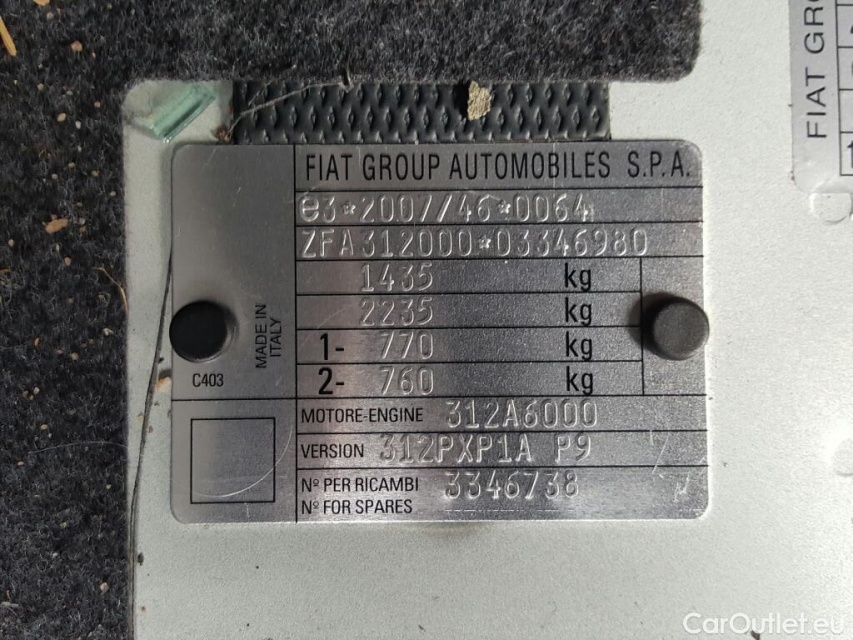 FIAT GROUP AUTOMOBILES S.P.A.
e3*2007/46*0064
ZFA312000*03346980
1435 kg
2235 kg
1- 770 kg
2- 760 kg
MADE IN
ITALY
C403
MOTORE-ENGINE 312A6000
VERSION 312PXP1A P9
Nº PER RICAMBI 3346738
Nº FOR SPARES
FIAT GR
CarOutlet.eu